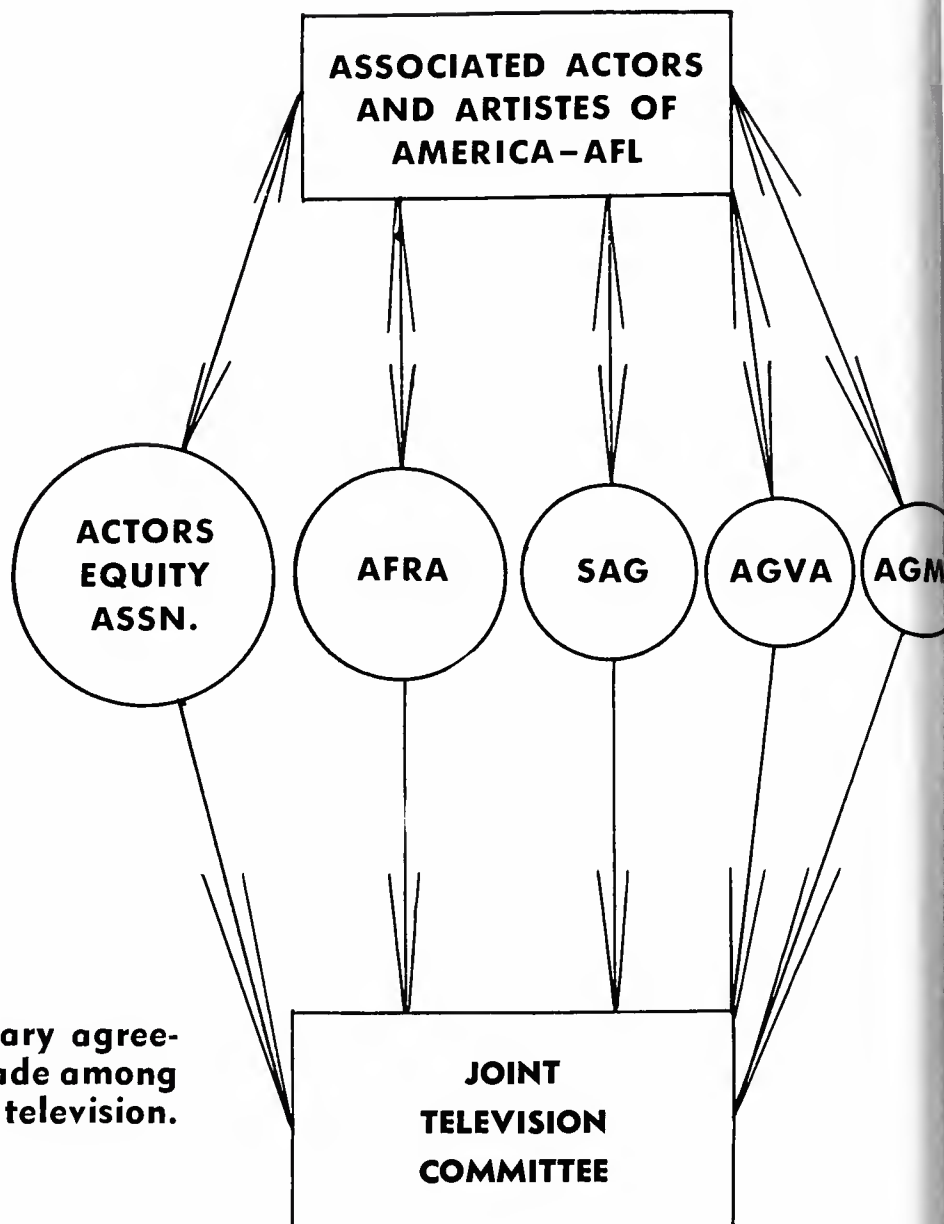 ASSOCIATED ACTORS
AND ARTISTES OF
AMERICA–AFL
ACTORS
EQUITY
ASSN.
AFRA
SAG
AGVA
ary agree-
ade among
television.
JOINT
TELEVISION
COMMITTEE